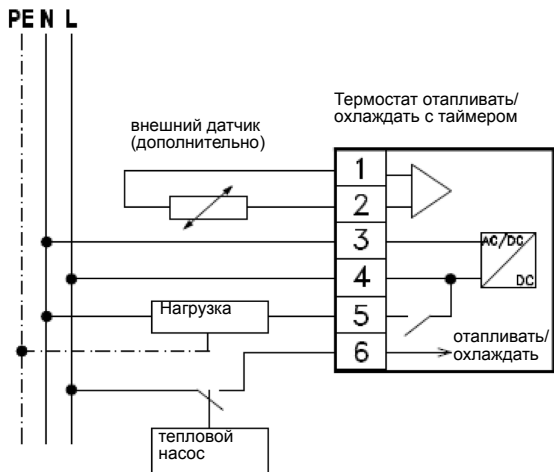 PE N L
Термостат отапливать/
охлаждать с таймером
внешний датчик
(дополнительно)
1
2
3
AC/DC
4
DC
Нагрузка
5
6
отапливать/
охлаждать
тепловой
насос